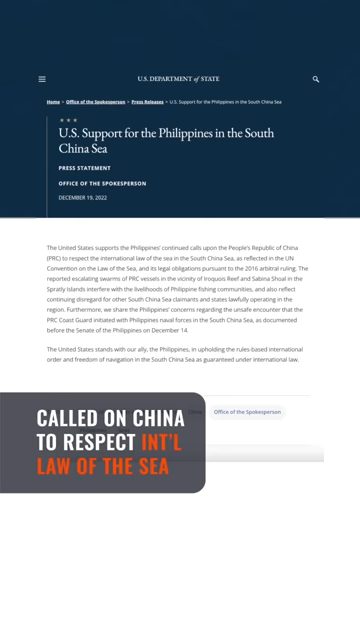 U.S. DEPARTMENT of STATE
Home > Office of the Spokesperson > Press Releases > U.S. Support for the Philippines in the South China Sea
U.S. Support for the Philippines in the South
China Sea
PRESS STATEMENT
OFFICE OF THE SPOKESPERSON
DECEMBER 19, 2022
The United States supports the Philippines' continued calls upon the People's Republic of China
(PRC) to respect the international law of the sea in the South China Sea, as reflected in the UN
Convention on the Law of the Sea, and its legal obligations pursuant to the 2016 arbitral ruling. The
reported escalating swarms of PRC vessels in the vicinity of Iroquois Reef and Sabina Shoal in the
Spratly Islands interfere with the livelihoods of Philippine fishing communities, and also reflect
continuing disregard for other South China Sea claimants and states lawfully operating in the
region. Furthermore, we share the Philippines' concerns regarding the unsafe encounter that the
PRC Coast Guard initiated with Philippines naval forces in the South China Sea, as documented
before the Senate of the Philippines on December 14.
The United States stands with our ally, the Philippines, in upholding the rules-based international
order and freedom of navigation in the South China Sea as guaranteed under international law.
Office of the Spokesperson
CALLED ON CHINA
TO RESPECT INT'L
LAW OF THE SEA